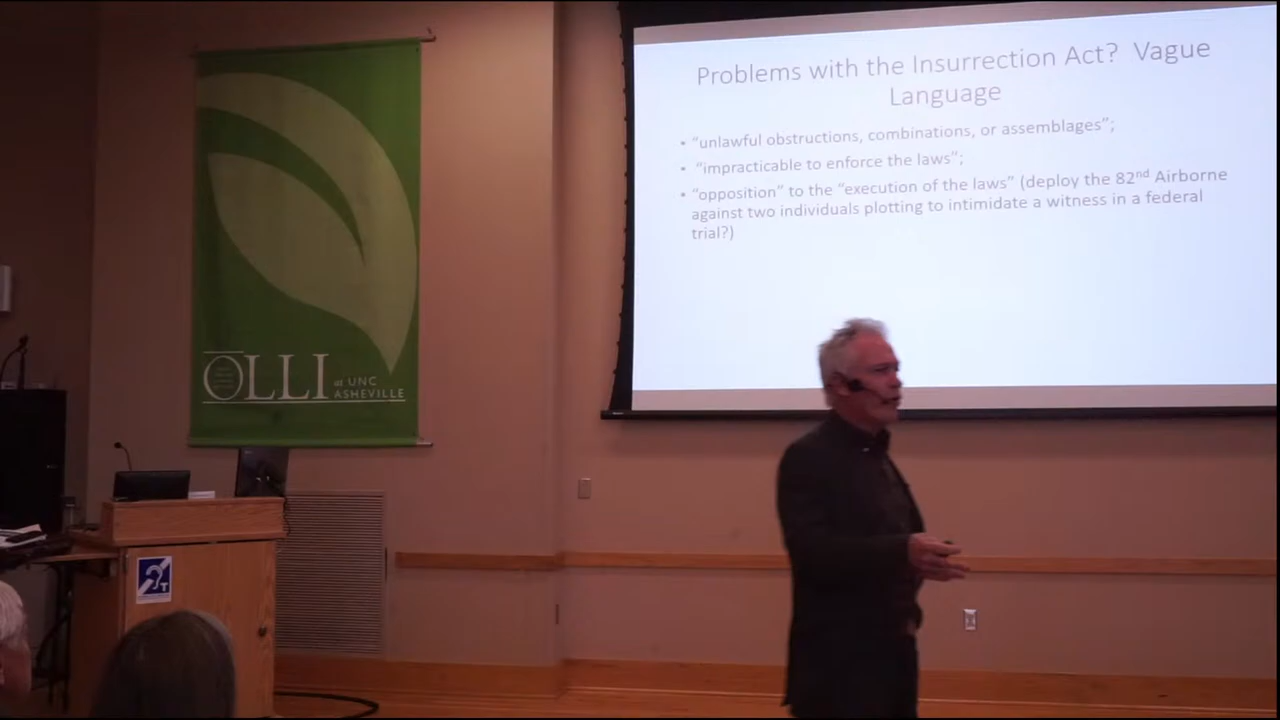 Problems with the Insurrection Act? Vague
Language
• "unlawful obstructions, combinations, or assemblages";
• "impracticable to enforce the laws";
• "opposition" to the "execution of the laws" (deploy the 82nd Airborne
against two individuals plotting to intimidate a witness in a federal
trial?)
OLLI
at UNC
ASHEVILLE
T